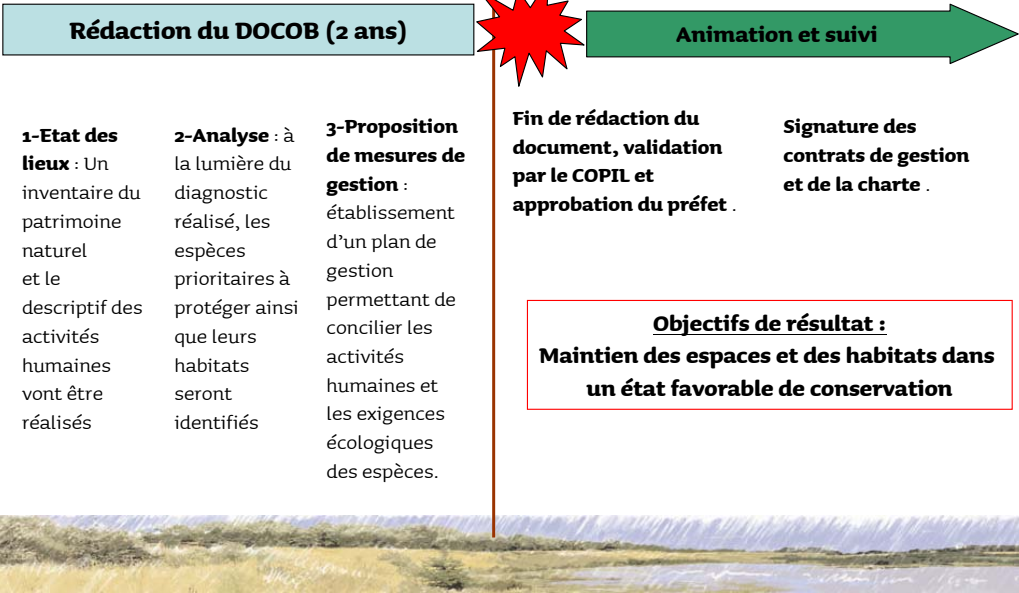 Rédaction du DOCOB (2 ans)
Animation et suivi
1-Etat des
lieux : Un
inventaire du
patrimoine
naturel
et le
descriptif des
activités
humaines
vont être
réalisés
2-Analyse : à
la lumière du
diagnostic
réalisé, les
espèces
prioritaires à
protéger ainsi
que leurs
habitats
seront
identifiés
3-Proposition
de mesures de
gestion :
établissement
d'un plan de
gestion
permettant de
concilier les
activités
humaines et
les exigences
écologiques
des espèces.
Fin de rédaction du
document, validation
par le COPIL et
approbation du préfet .
Signature des
contrats de gestion
et de la charte .
Objectifs de résultat :
Maintien des espaces et des habitats dans
un état favorable de conservation